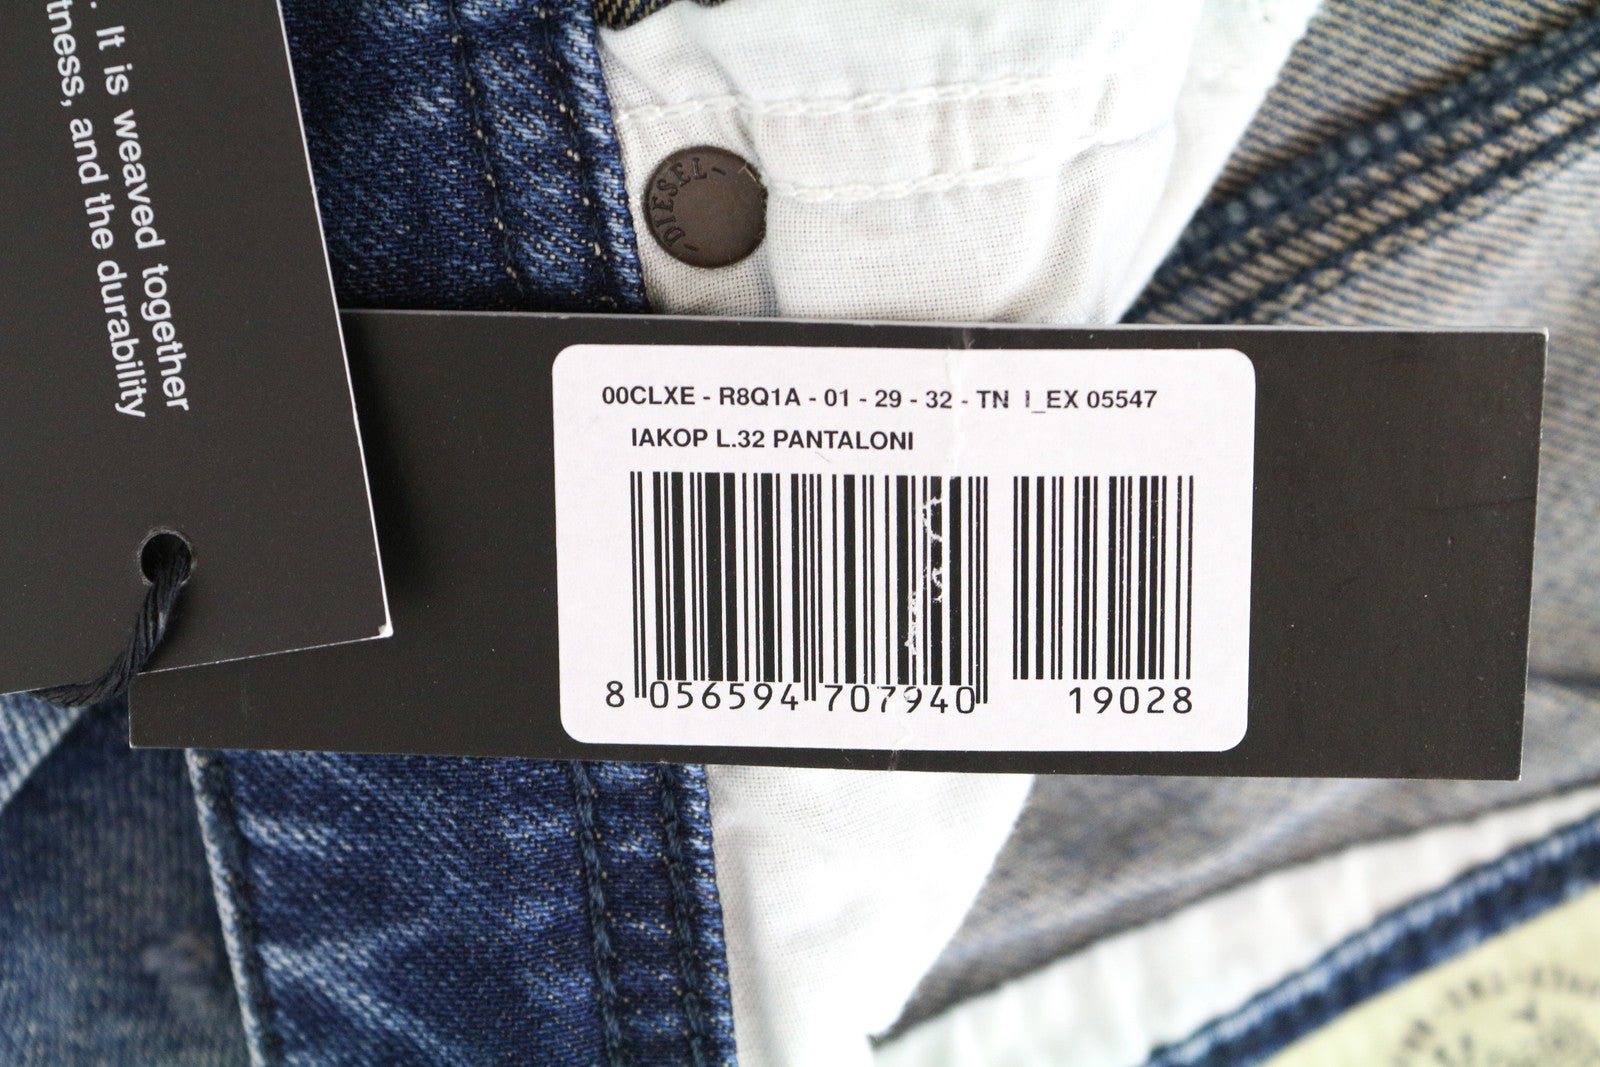 . It is weaved together
tness, and the durability
- DIESEL -
00CLXE - R8Q1A - 01 - 29 - 32 - TN I_EX 05547
IAKOP L.32 PANTALONI
8 056594 707940 19028